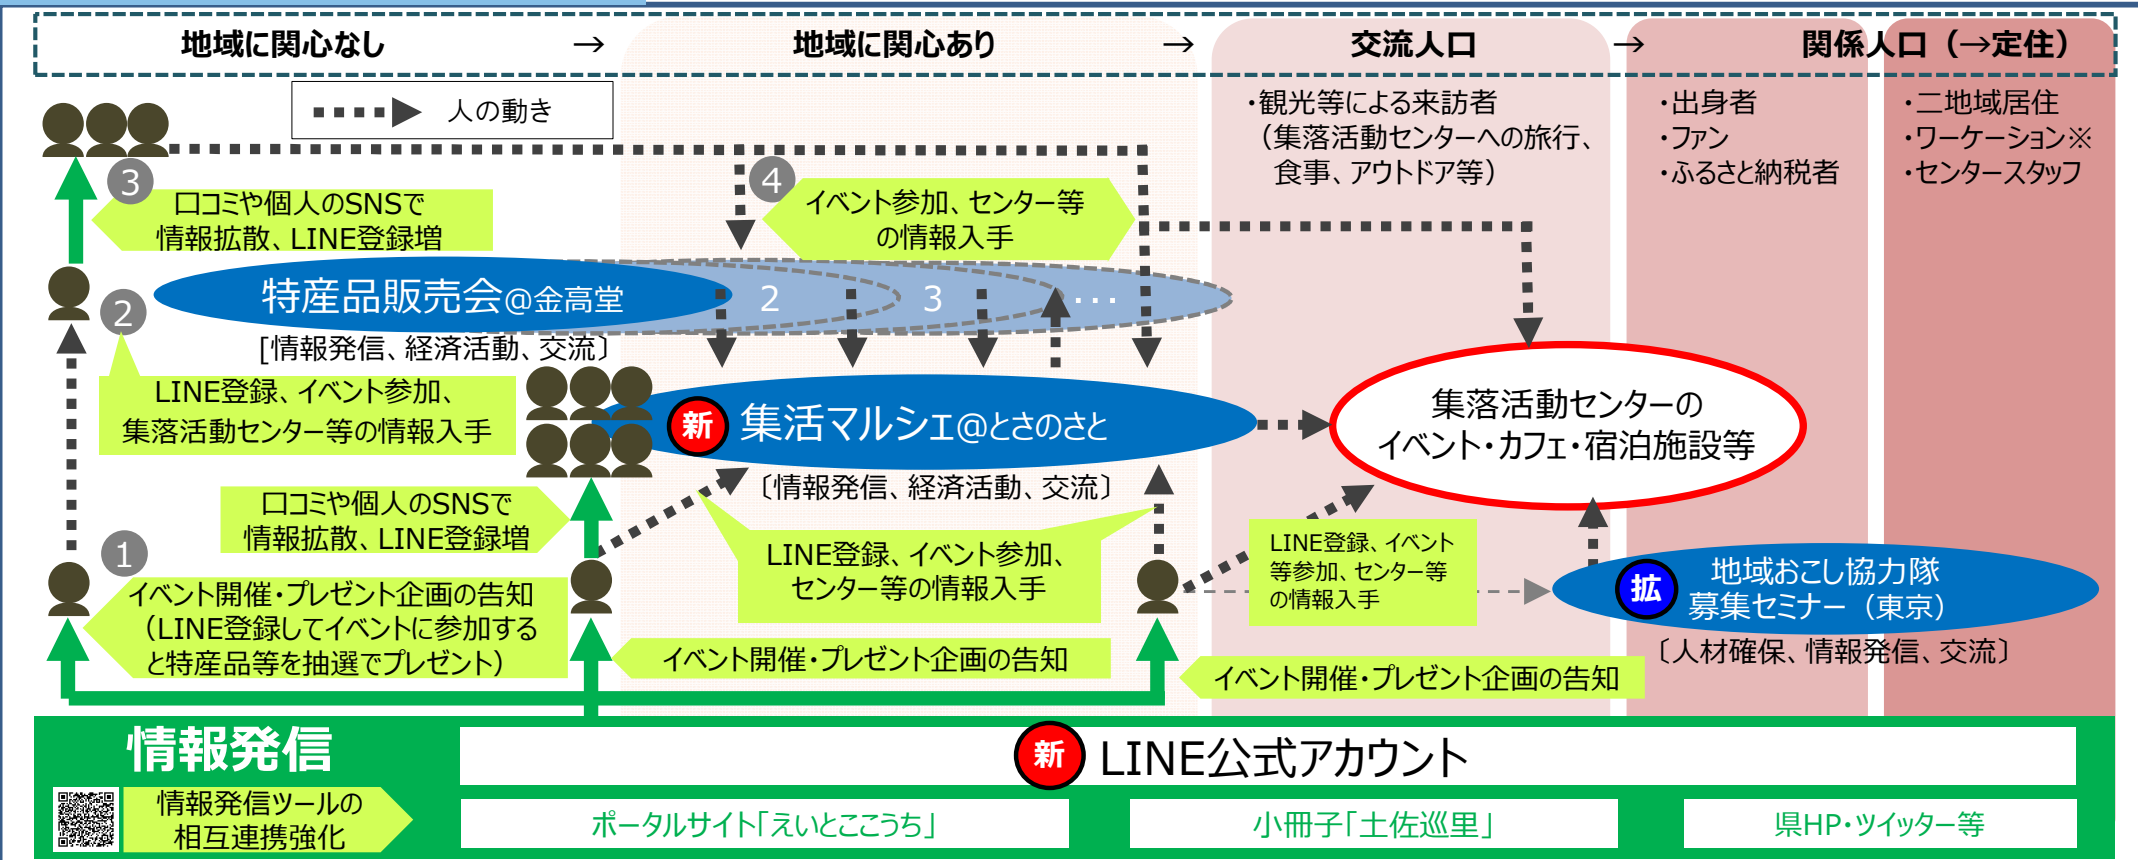 地域に関心なし → 地域に関心あり → 交流人口 → 関係人口（→定住）
人の動き
・観光等による来訪者
（集落活動センターへの旅行、
食事、アウトドア等）
・出身者
・ファン
・ふるさと納税者
・二地域居住
・ワーケーション※
・センタースタッフ
3
口コミや個人のSNSで
情報拡散、LINE登録増
4
イベント参加、センター等
の情報入手
特産品販売会@金高堂
2
3
・・・
[情報発信、経済活動、交流〕
2
LINE登録、イベント参加、
集落活動センター等の情報入手
新 集活マルシェ@とさのさと
〔情報発信、経済活動、交流〕
集落活動センターの
イベント・カフェ・宿泊施設等
口コミや個人のSNSで
情報拡散、LINE登録増
LINE登録、イベント参加、
センター等の情報入手
LINE登録、イベント
等参加、センター等
の情報入手
拡 地域おこし協力隊
募集セミナー（東京）
〔人材確保、情報発信、交流〕
1
イベント開催・プレゼント企画の告知
（LINE登録してイベントに参加する
と特産品等を抽選でプレゼント）
イベント開催・プレゼント企画の告知
イベント開催・プレゼント企画の告知
情報発信
新 LINE公式アカウント
情報発信ツールの
相互連携強化
ポータルサイト「えいとここうち」
小冊子「土佐巡里」
県HP・ツイッター等